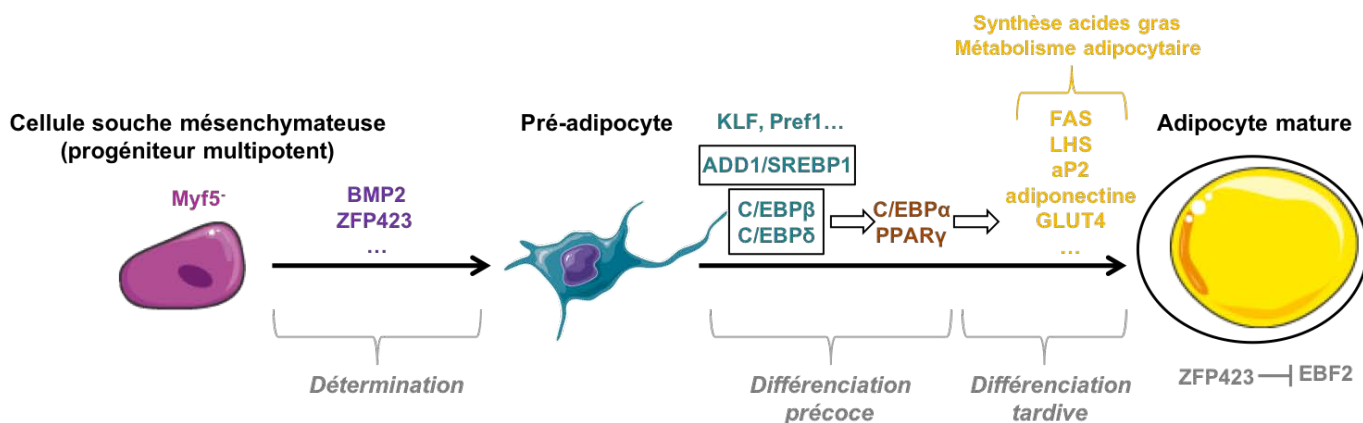 Synthèse acides gras
Métabolisme adipocytaire
Cellule souche mésenchymateuse
(progéniteur multipotent)
Myf5-
BMP2
ZFP423
...
Pré-adipocyte
KLF, Pref1...
ADD1/SREBP1
C/EBPβ
C/EBPδ
C/EBPα
PPARγ
FAS
LHS
aP2
adiponectine
GLUT4
...
Adipocyte mature
Détermination
Différenciation
précoce
Différenciation
tardive
ZFP423 EBF2